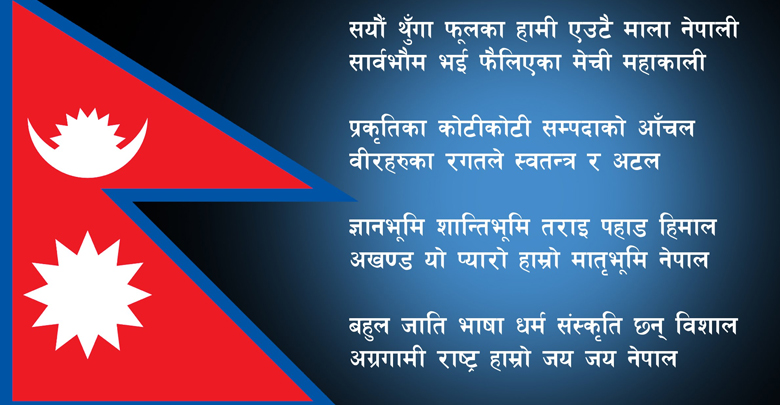 सयौं थुँगा फूलका हामी एउटै माला नेपाली
सार्वभौम भई फैलिएका मेची महाकाली
प्रकृतिका कोटीकोटी सम्पदाको आँचल
वीरहरुका रगतले स्वतन्त्र र अटल
ज्ञानभूमि शान्तिभूमि तराइ पहाड हिमाल
अखण्ड यो प्यारो हाम्रो मातृभूमि नेपाल
बहुल जाति भाषा धर्म संस्कृति छन् विशाल
अग्रगामी राष्ट्र हाम्रो जय जय नेपाल